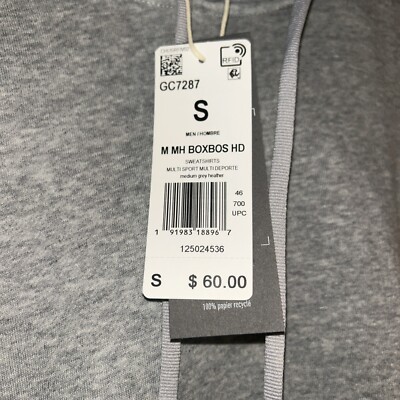 RFID
GC7287
S
MEN / HOMBRE
M MH BOXBOS HD
SWEATSHIRTS
MULTI SPORT MULTI DEPORTE
medium grey heather
46
700
UPC
1 91983 18896 7
125024536
S $ 60.00
100% papier recyclé